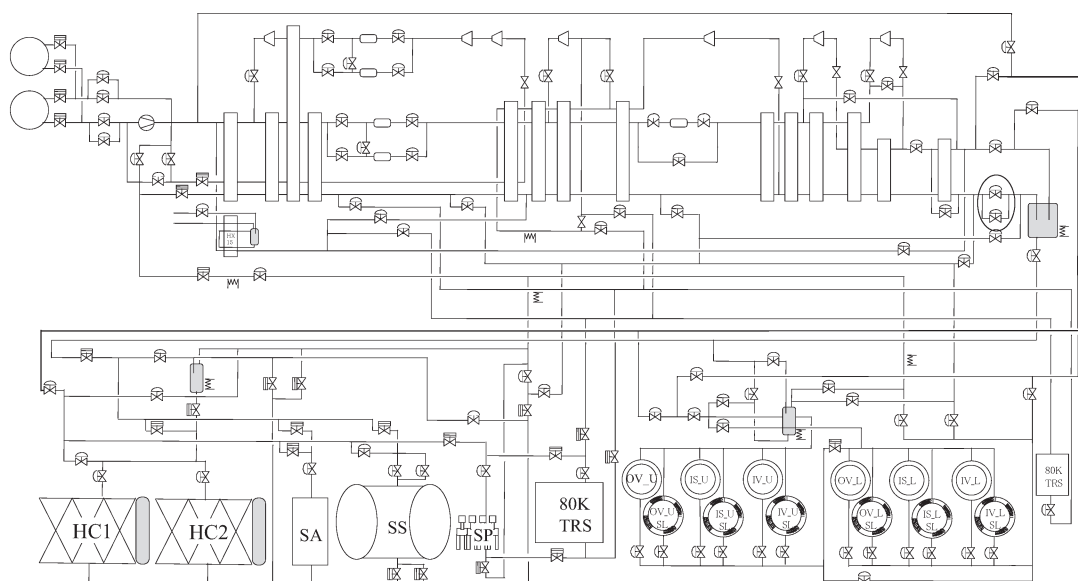 HX
15
OV_U
IS_U
IV_U
OV_L
IS_L
IV_L
80K
TRS
OV_U
SL
IS_U
SL
IV_U
SL
OV_L
SL
IS_L
SL
IV_L
SL
HC1
HC2
SA
SS
SP
80K
TRS